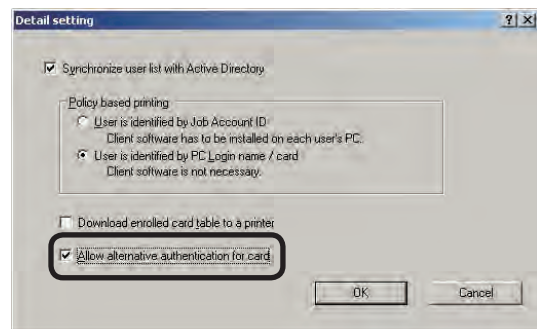 Detail setting
Synchronize user list with Active Directory
Policy based printing
User is identified by Job Account ID
Client software has to be installed on each user's PC.
User is identified by PC Login name / card
Client software is not necessary.
Download enrolled card table to a printer
Allow alternative authentication for card
OK
Cancel